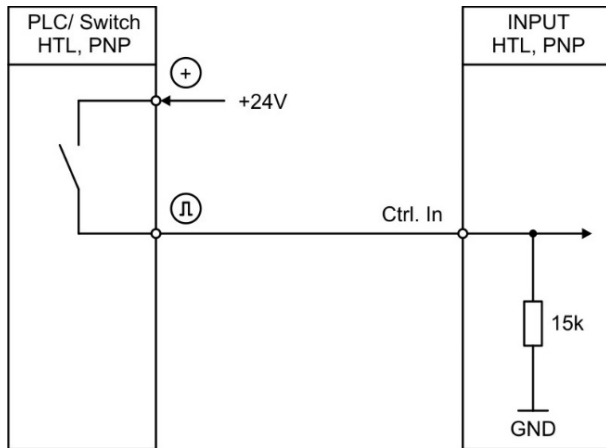 PLC/ Switch
HTL, PNP
INPUT
HTL, PNP
+
+24V
Ctrl. In
15k
GND